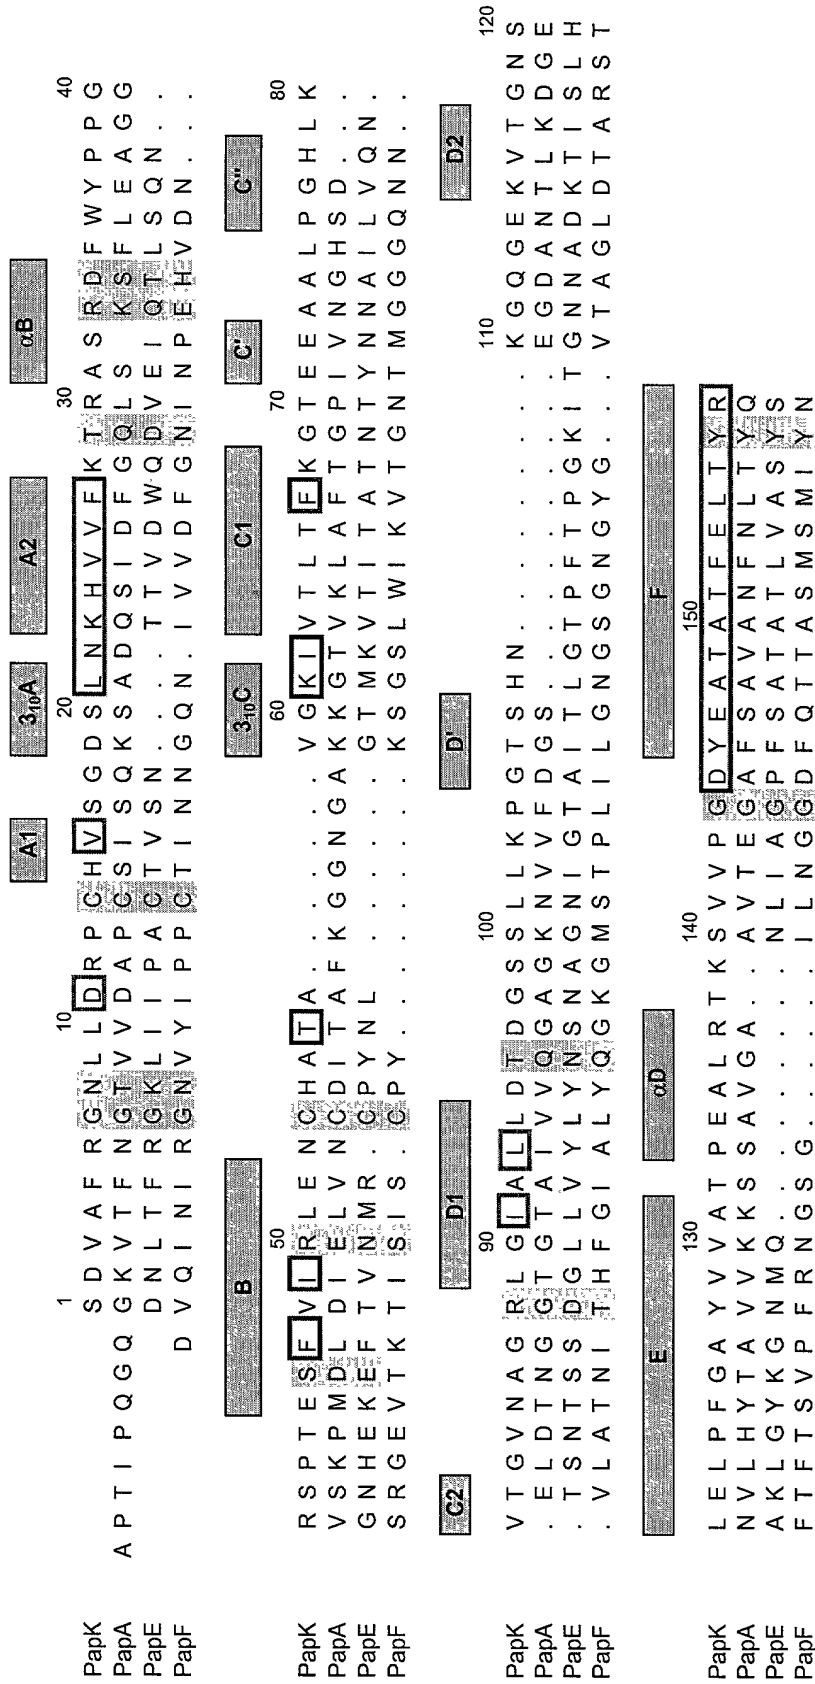 A1 3₁₀A A2 αB
1 10 20 30 40
PapK S D V A F R G N L L D R P C H V S G D S L N K H V V F K T R A S R D F W Y P P G
PapA A P T I P Q G Q G K V T F N G T V V D A P C S I S Q K S A D Q S I D F G Q L S K S F L E A G G
PapE D N L T F R G K L I I P A C T V S N . . . T T V D W Q D V E I Q T L S Q N . .
PapF D V Q I N I R G N V Y I P P C T I N N G Q N . I V V D F G N I N P E H V D N . . .
B 3₁₀C C1 C' C''
50 60 70 80
PapK R S P T E S F V L R L E N C H A T A . . . . . . . V G K I V T L T F K G T E E A A L P G H L K
PapA V S K P M D L D I E L V N C D I T A F K G G N G A K K G T V K L A F T G P I V N G H S D . . .
PapE G N H E K E F T V N M R . C P Y N L . . . . . . . G T M K V T I T A T N T Y N N A I L V Q N .
PapF S R G E V T K T I S I S . C P Y . . . . . . . . . K S G S L W I K V T G N T M G G G Q N N . .
C2 D1 D' D2
90 100 110 120
PapK V T G V N A G R L G I A L L D T D G S S L L K P G T S H N . . . . . . . . . K G Q G E K V T G N S
PapA . E L D T N G G T G T A I V V Q G A G K N V V F D G S . . . . . . . . . . . E G D A N T L K D G E
PapE . T S N T S S D G L L V Y L Y N S N A G N I G T A I T L G T P F T P G K I T G N N A D K T I S L H
PapF . V L A T N I T H F G I A L Y Q G K G M S T P L I L G N G S G N G Y G . . . V T A G L D T A R S T
E αD F
130 140 150
PapK L E L P F G A Y V V A T P E A L R T K S V V P G D Y E A T A T F E L T Y R
PapA N V L H Y T A V V K K S S A V G A . . A V T E G A F S A V A N F N L T Y Q
PapE A K L G Y K G N M Q . . . . . . . . . N L I A G P F S A T A T L V A S Y S
PapF F T F T S V P F R N G S G . . . . . . I L N G G D F Q T T A S M S M I Y N